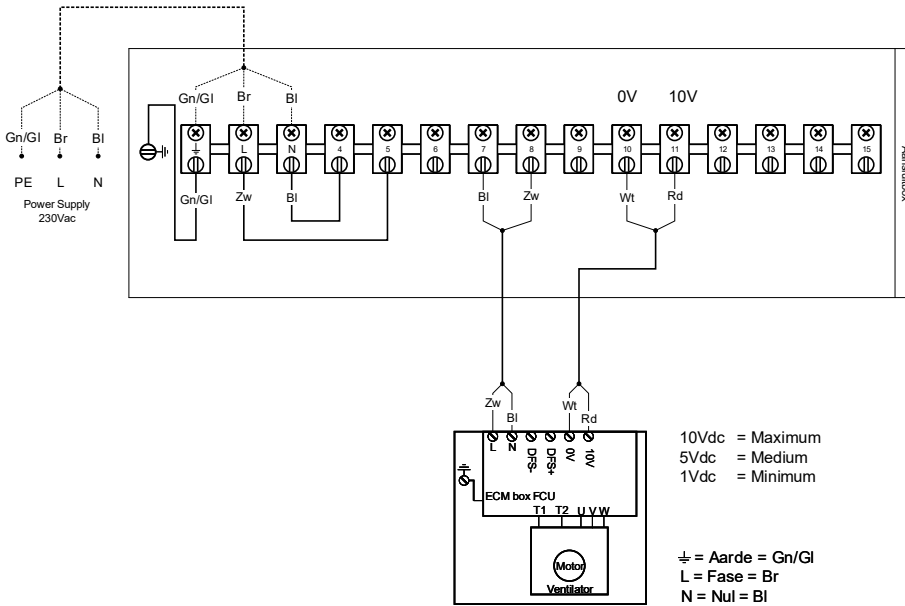 0V 10V
Gn/Gl Br Bl
Gn/Gl Br Bl
PE L N
Power Supply
230Vac
L N 4 5 6 7 8 9 10 11 12 13 14 15
Gn/Gl Zw Bl Bl Zw Wt Rd
Zw Bl Wt Rd
L N DFS- DFS+ 0V 10V
ECM box FCU
T1 T2 U V W
Motor
Ventilator
10Vdc = Maximum
5Vdc = Medium
1Vdc = Minimum
= Aarde = Gn/Gl
L = Fase = Br
N = Nul = Bl